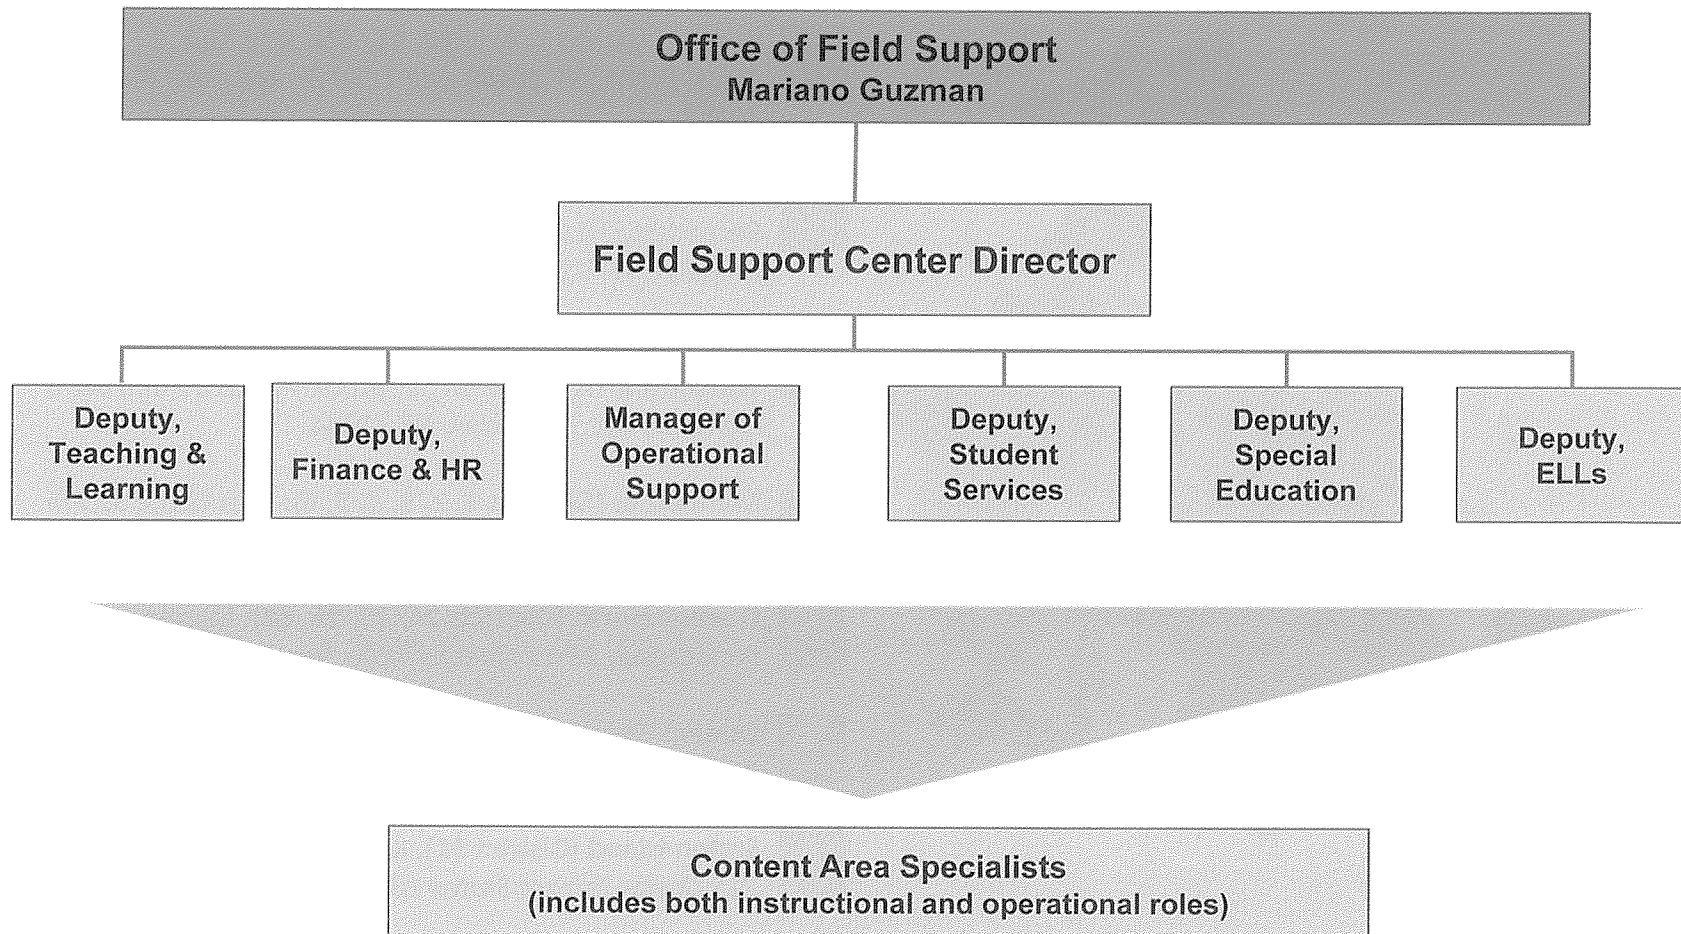 Office of Field Support
Mariano Guzman
Field Support Center Director
Deputy,
Teaching &
Learning
Deputy,
Finance & HR
Manager of
Operational
Support
Deputy,
Student
Services
Deputy,
Special
Education
Deputy,
ELLs
Content Area Specialists
(includes both instructional and operational roles)